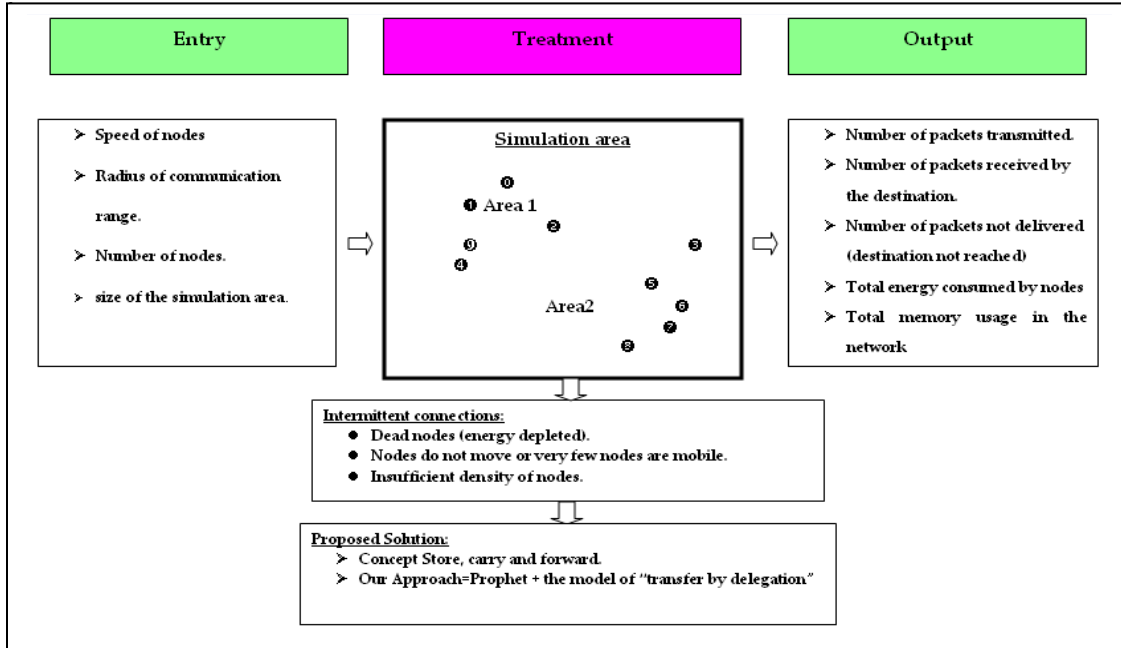 Entry
Treatment
Output
➢ Speed of nodes
➢ Radius of communication
range.
➢ Number of nodes.
➢ size of the simulation area.
Simulation area
0
1 Area 1
2
9
3
4
5
Area2
6
7
8
➢ Number of packets transmitted.
➢ Number of packets received by
the destination.
➢ Number of packets not delivered
(destination not reached)
➢ Total energy consumed by nodes
➢ Total memory usage in the
network
Intermittent connections:
● Dead nodes (energy depleted).
● Nodes do not move or very few nodes are mobile.
● Insufficient density of nodes.
Proposed Solution:
➢ Concept Store, carry and forward.
➢ Our Approach=Prophet + the model of “transfer by delegation”